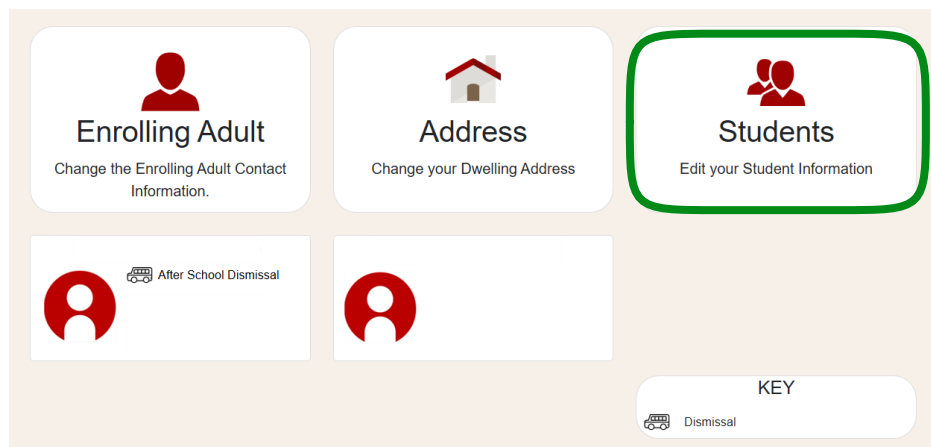 Enrolling Adult
Change the Enrolling Adult Contact
Information.
Address
Change your Dwelling Address
Students
Edit your Student Information
After School Dismissal
KEY
Dismissal